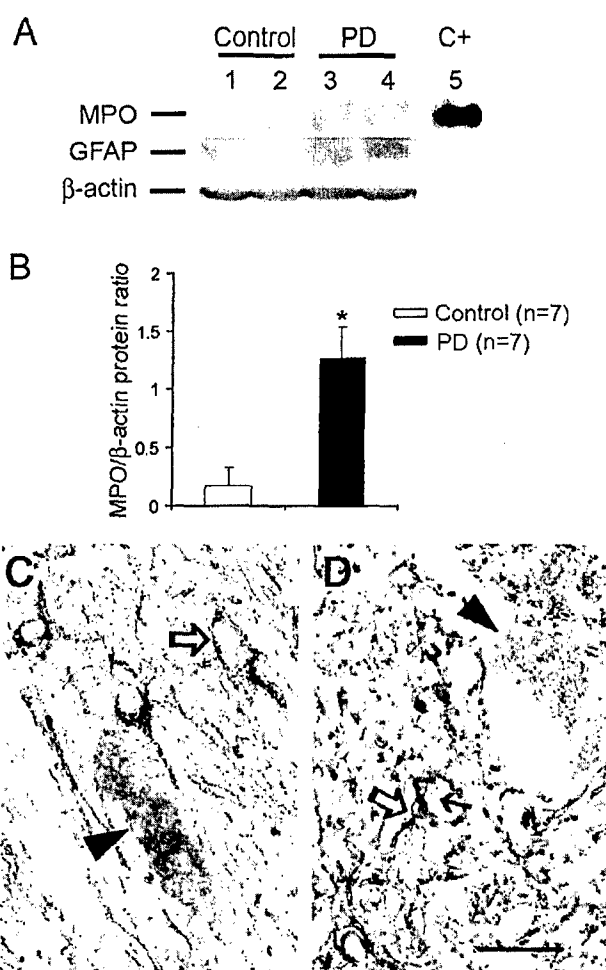 A
Control PD C+
1 2 3 4 5
MPO
GFAP
β-actin
B
MPO/β-actin protein ratio
2
1.5
1
0.5
0
*
Control (n=7)
PD (n=7)
C
D